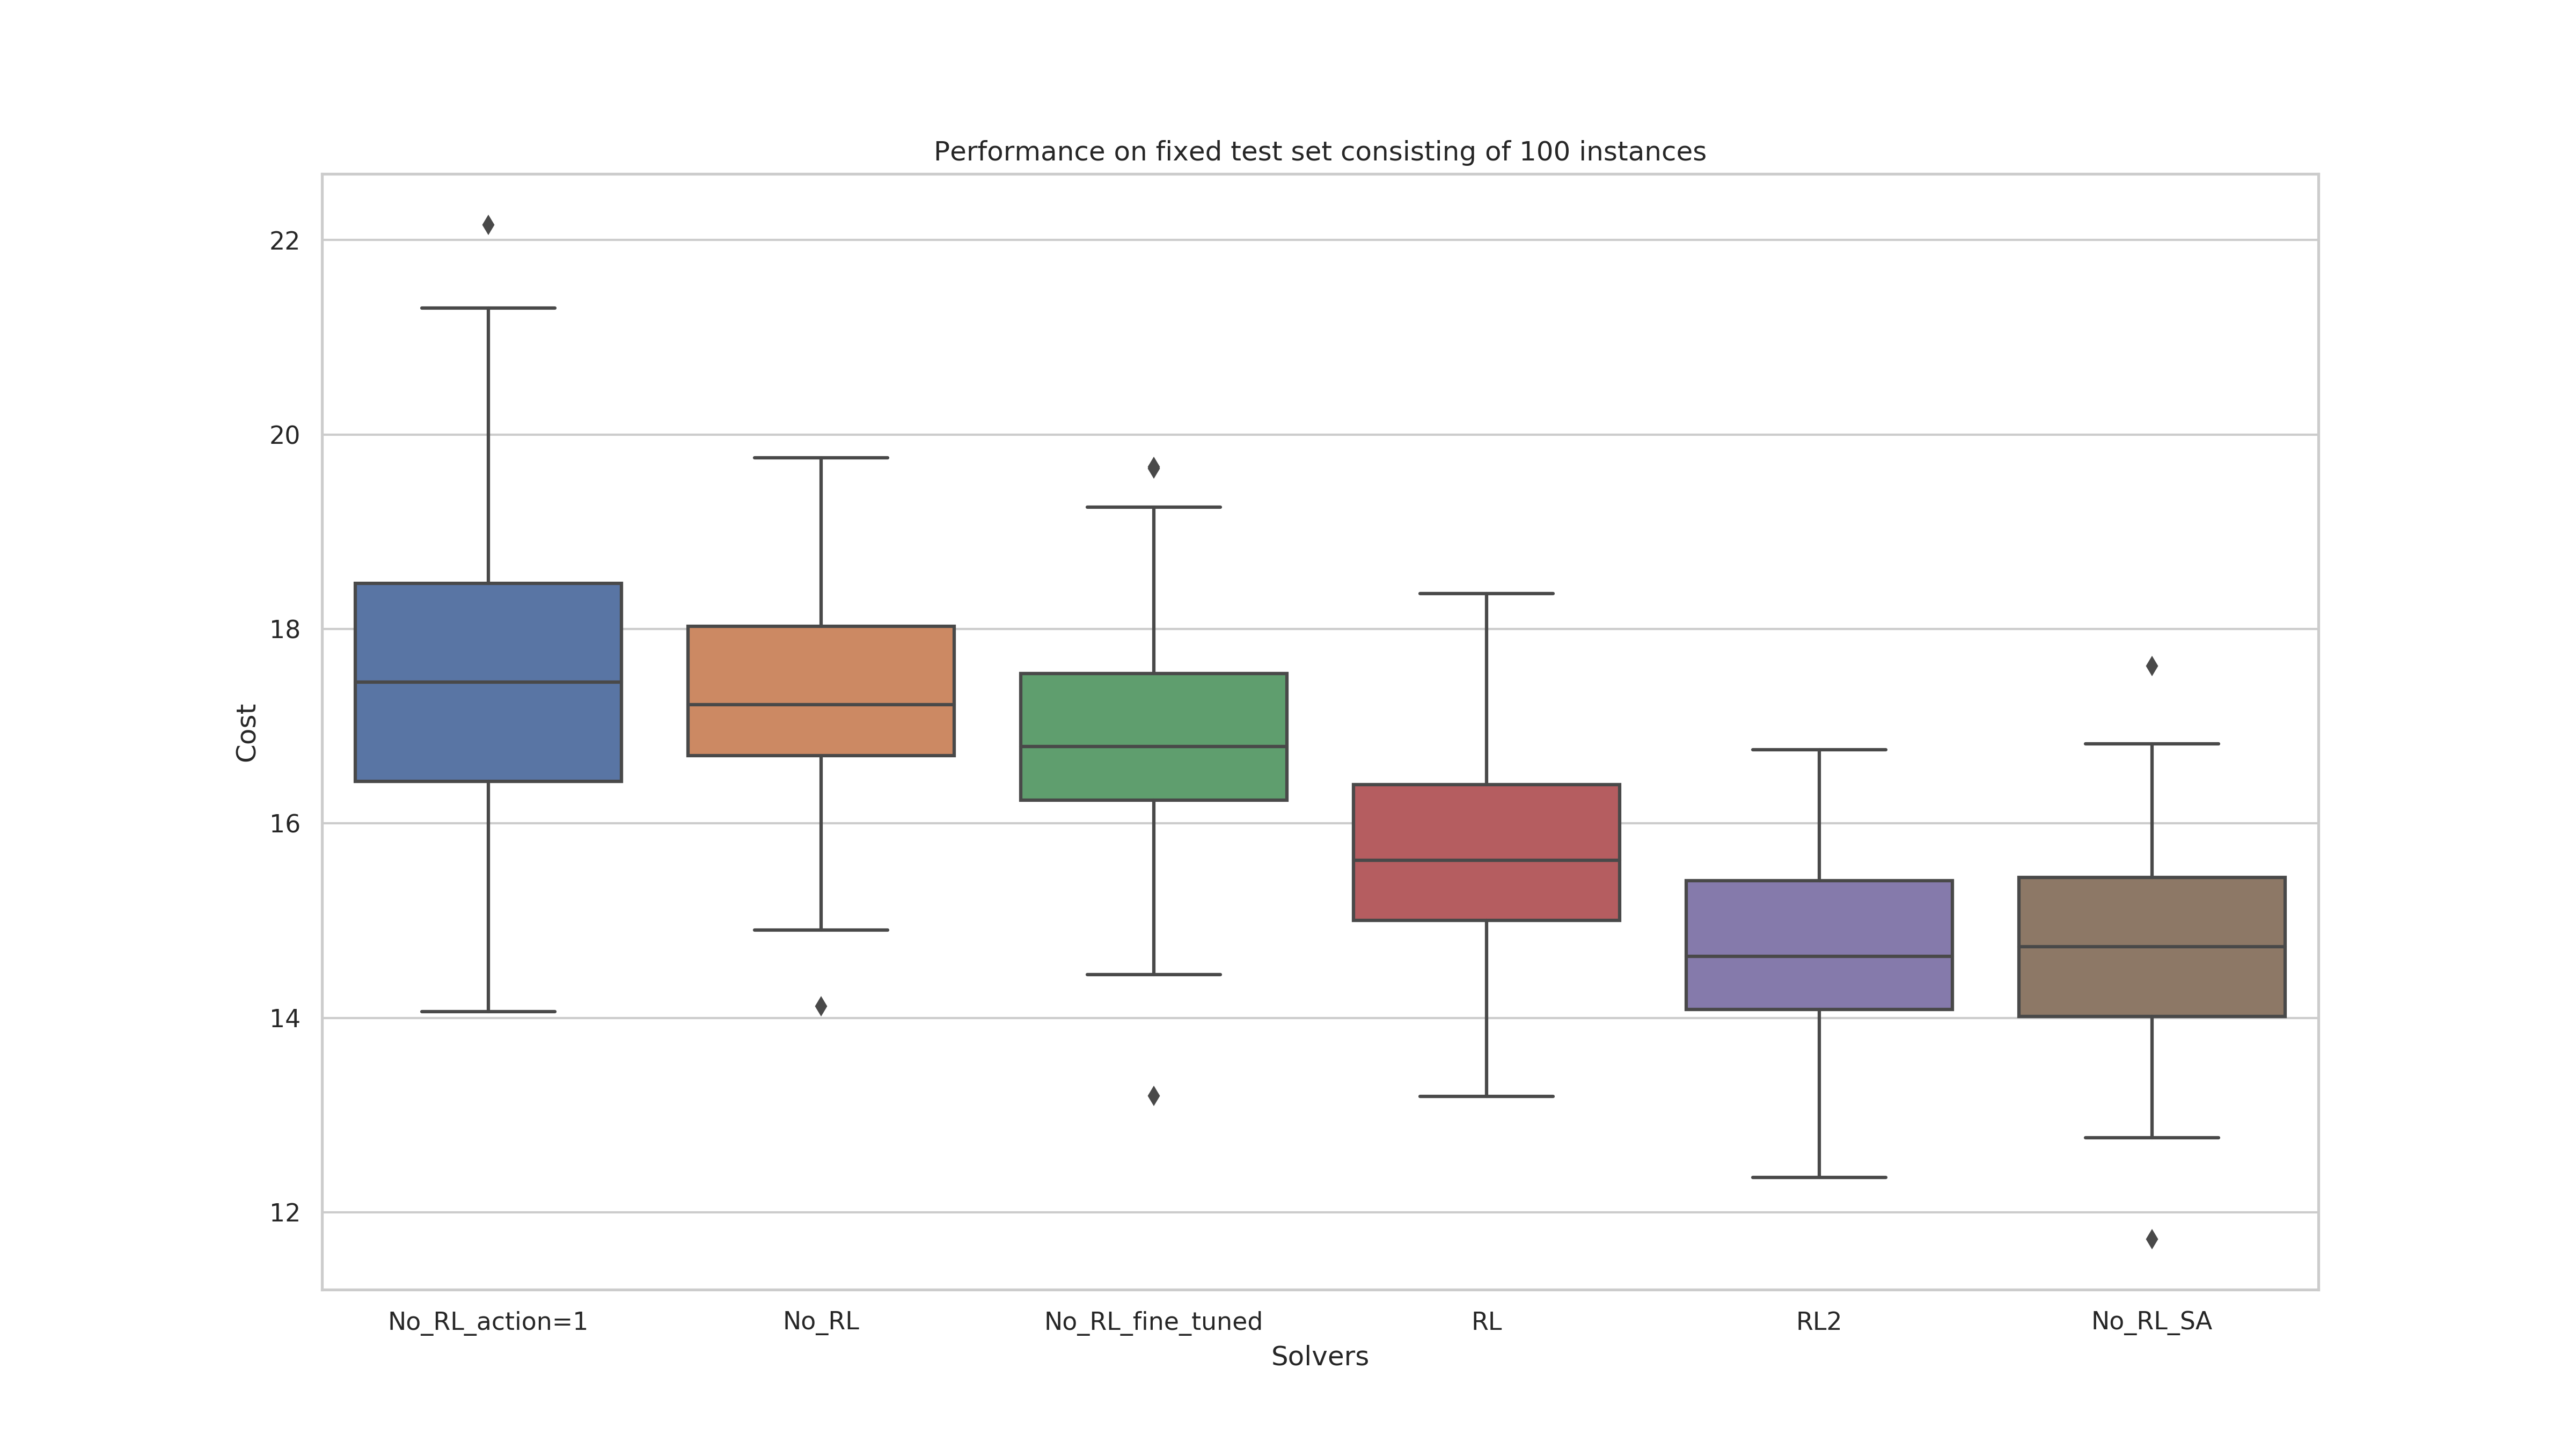 Performance on fixed test set consisting of 100 instances
22
20
18
16
14
12
Cost
No_RL_action=1
No_RL
No_RL_fine_tuned
RL
RL2
No_RL_SA
Solvers